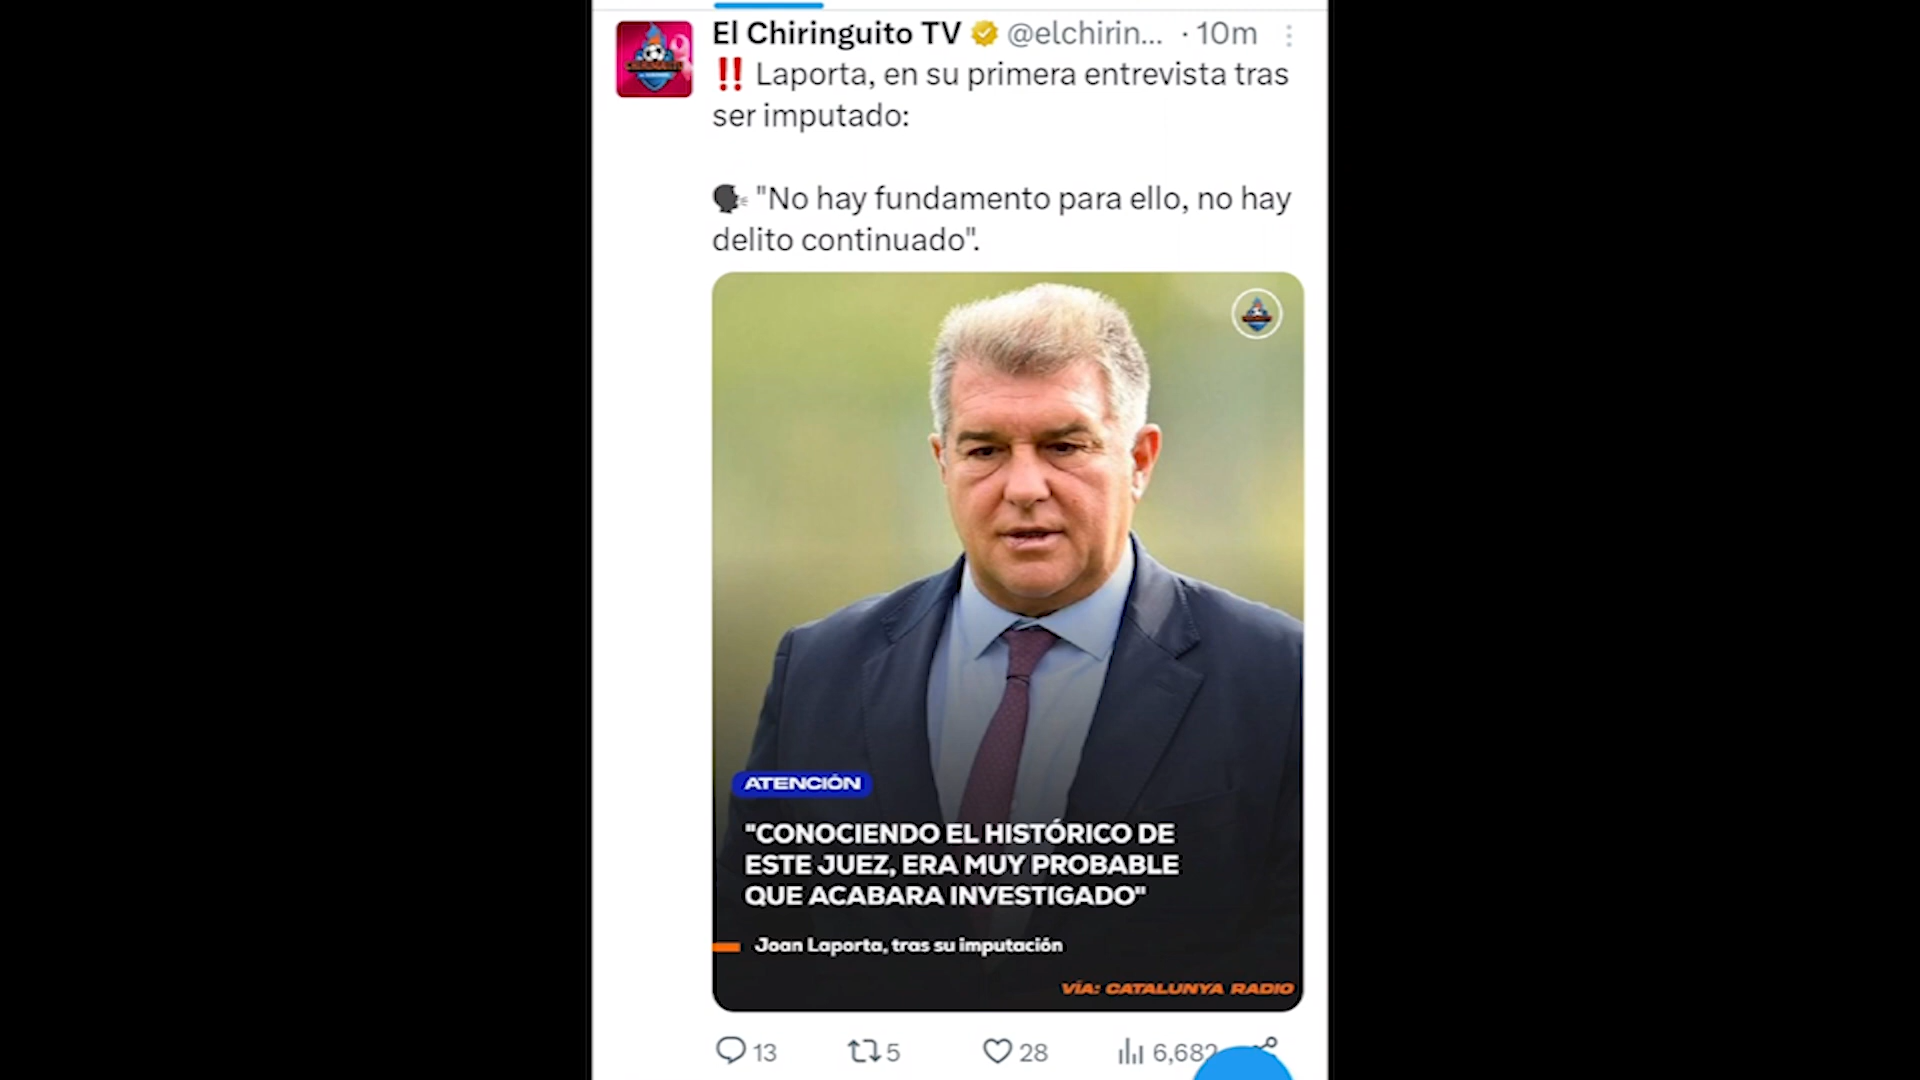 El Chiringuito TV @elchirin... · 10m
‼️ Laporta, en su primera entrevista tras
ser imputado:
"No hay fundamento para ello, no hay
delito continuado".
ATENCIÓN
"CONOCIENDO EL HISTÓRICO DE
ESTE JUEZ, ERA MUY PROBABLE
QUE ACABARA INVESTIGADO"
Joan Laporta, tras su imputación
VÍA: CATALUNYA RADIO
13 5 28 6,682